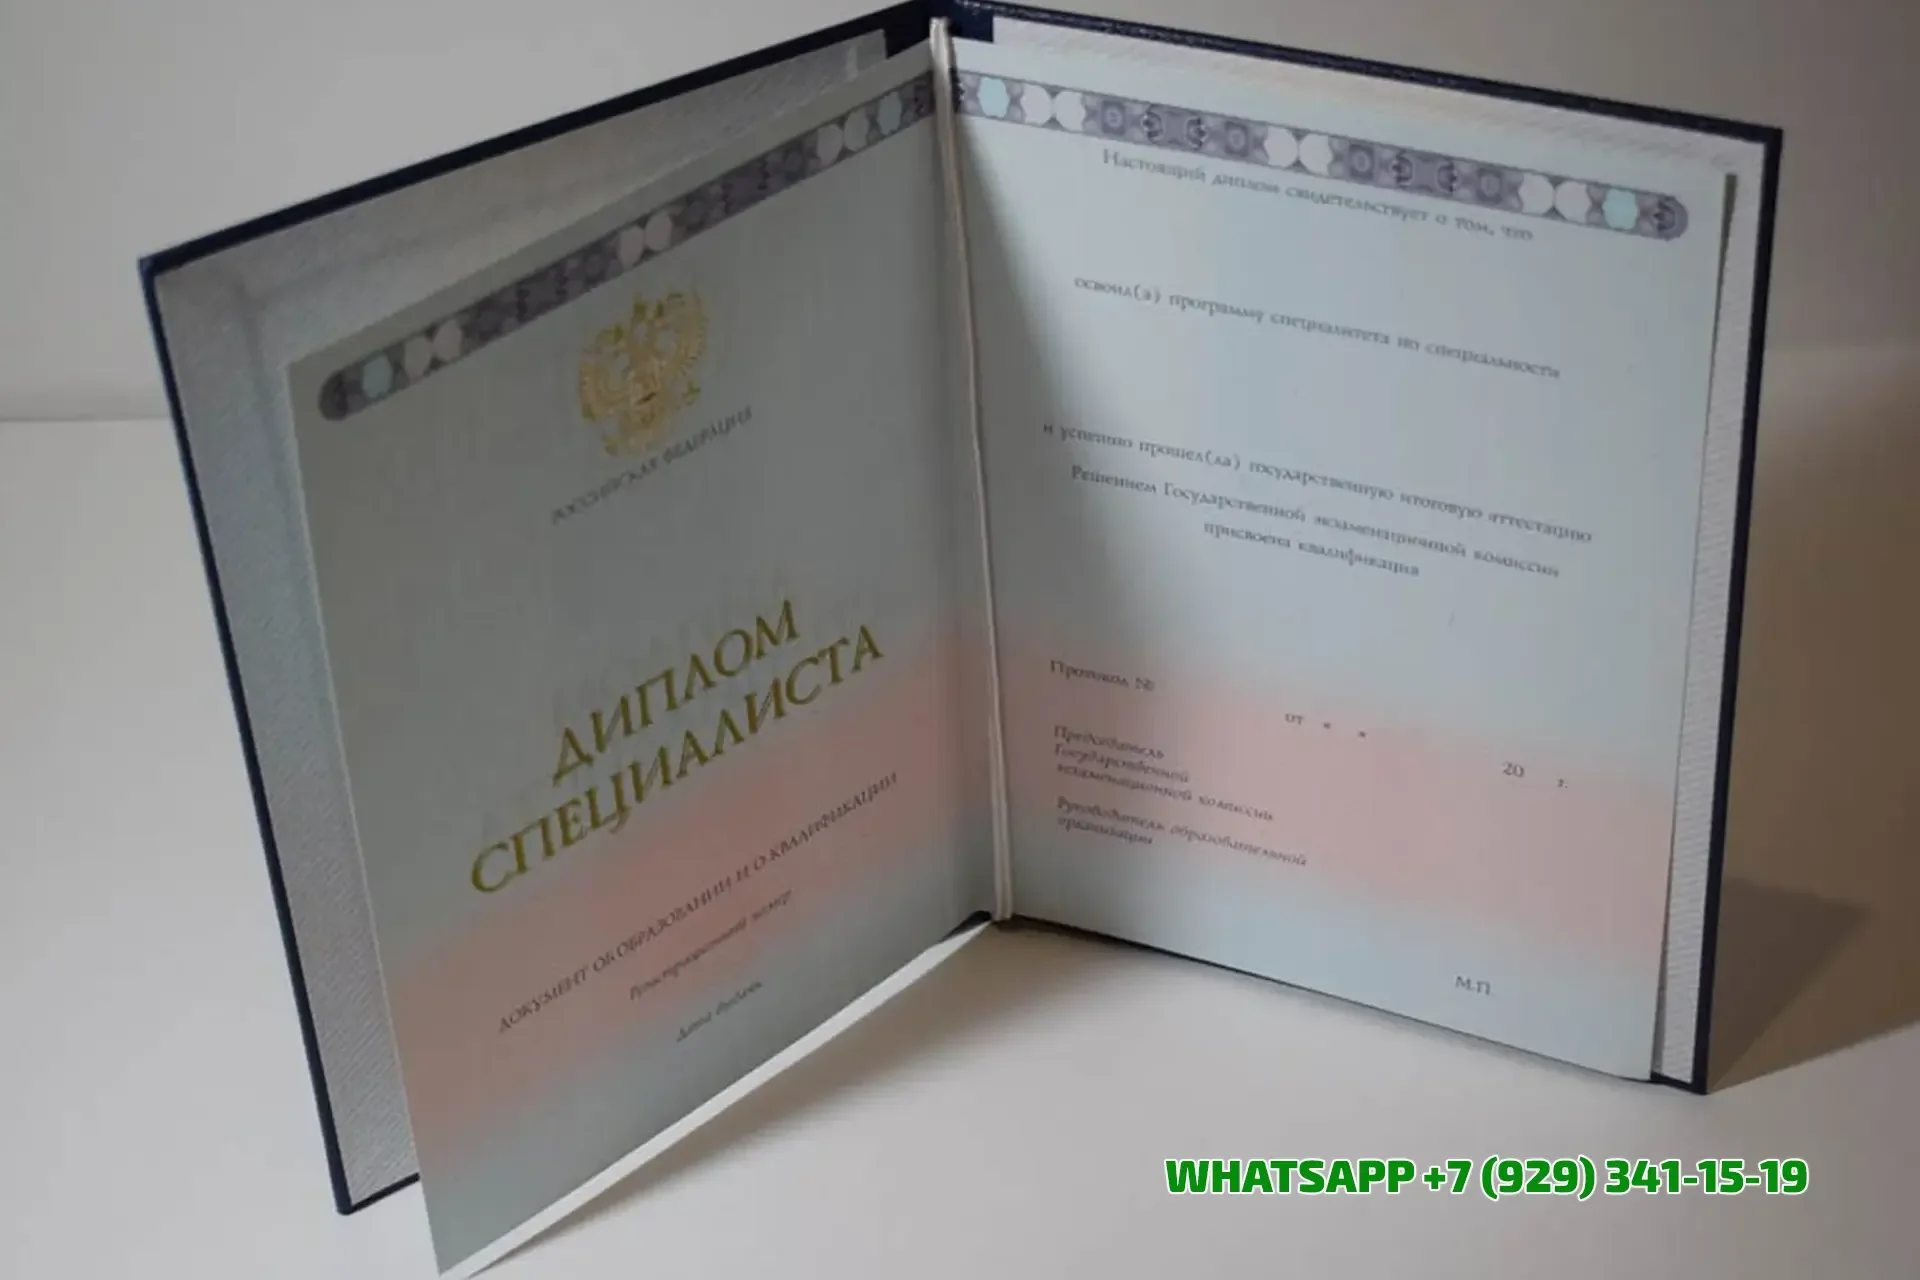 РОССИЙСКАЯ ФЕДЕРАЦИЯ
ДИПЛОМ
СПЕЦИАЛИСТА
ДОКУМЕНТ ОБ ОБРАЗОВАНИИ И О КВАЛИФИКАЦИИ
Регистрационный номер
Дата выдачи
Настоящий диплом свидетельствует о том, что
освоил(а) программу специалитета по специальности
и успешно прошел(ла) государственную итоговую аттестацию
Решением Государственной экзаменационной комиссии
присвоена квалификация
Протокол №
от « »
20 г.
Председатель
Государственной
экзаменационной комиссии
Руководитель образовательной
организации
М.П.
WHATSAPP +7 (929) 341-15-19